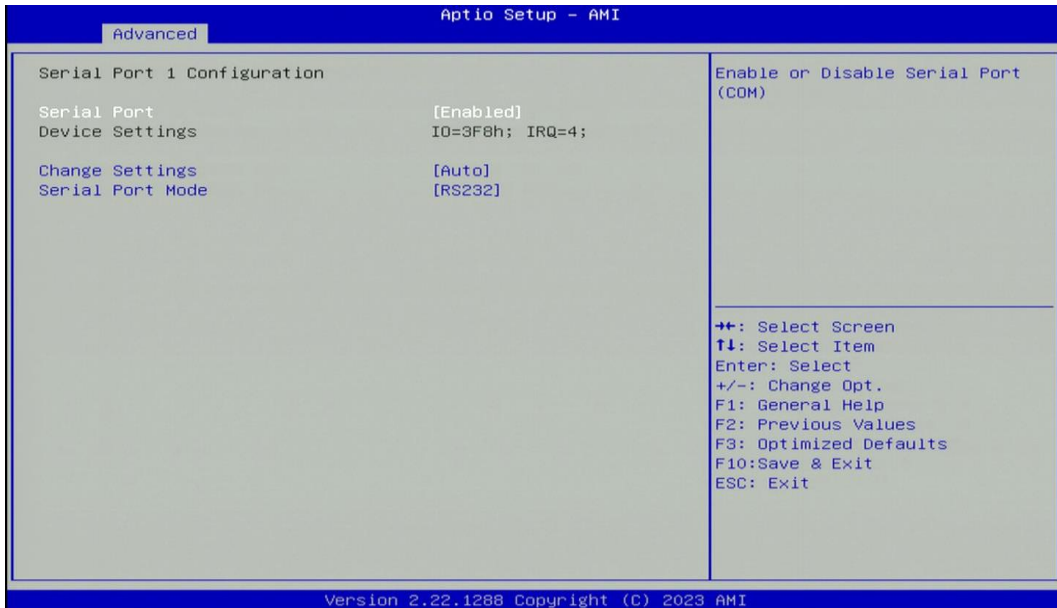 Aptio Setup - AMI
Advanced
Serial Port 1 Configuration
Serial Port [Enabled]
Device Settings IO=3F8h; IRQ=4;
Change Settings [Auto]
Serial Port Mode [RS232]
Enable or Disable Serial Port
(COM)
→←: Select Screen
↑↓: Select Item
Enter: Select
+/-: Change Opt.
F1: General Help
F2: Previous Values
F3: Optimized Defaults
F10:Save & Exit
ESC: Exit
Version 2.22.1288 Copyright (C) 2023 AMI